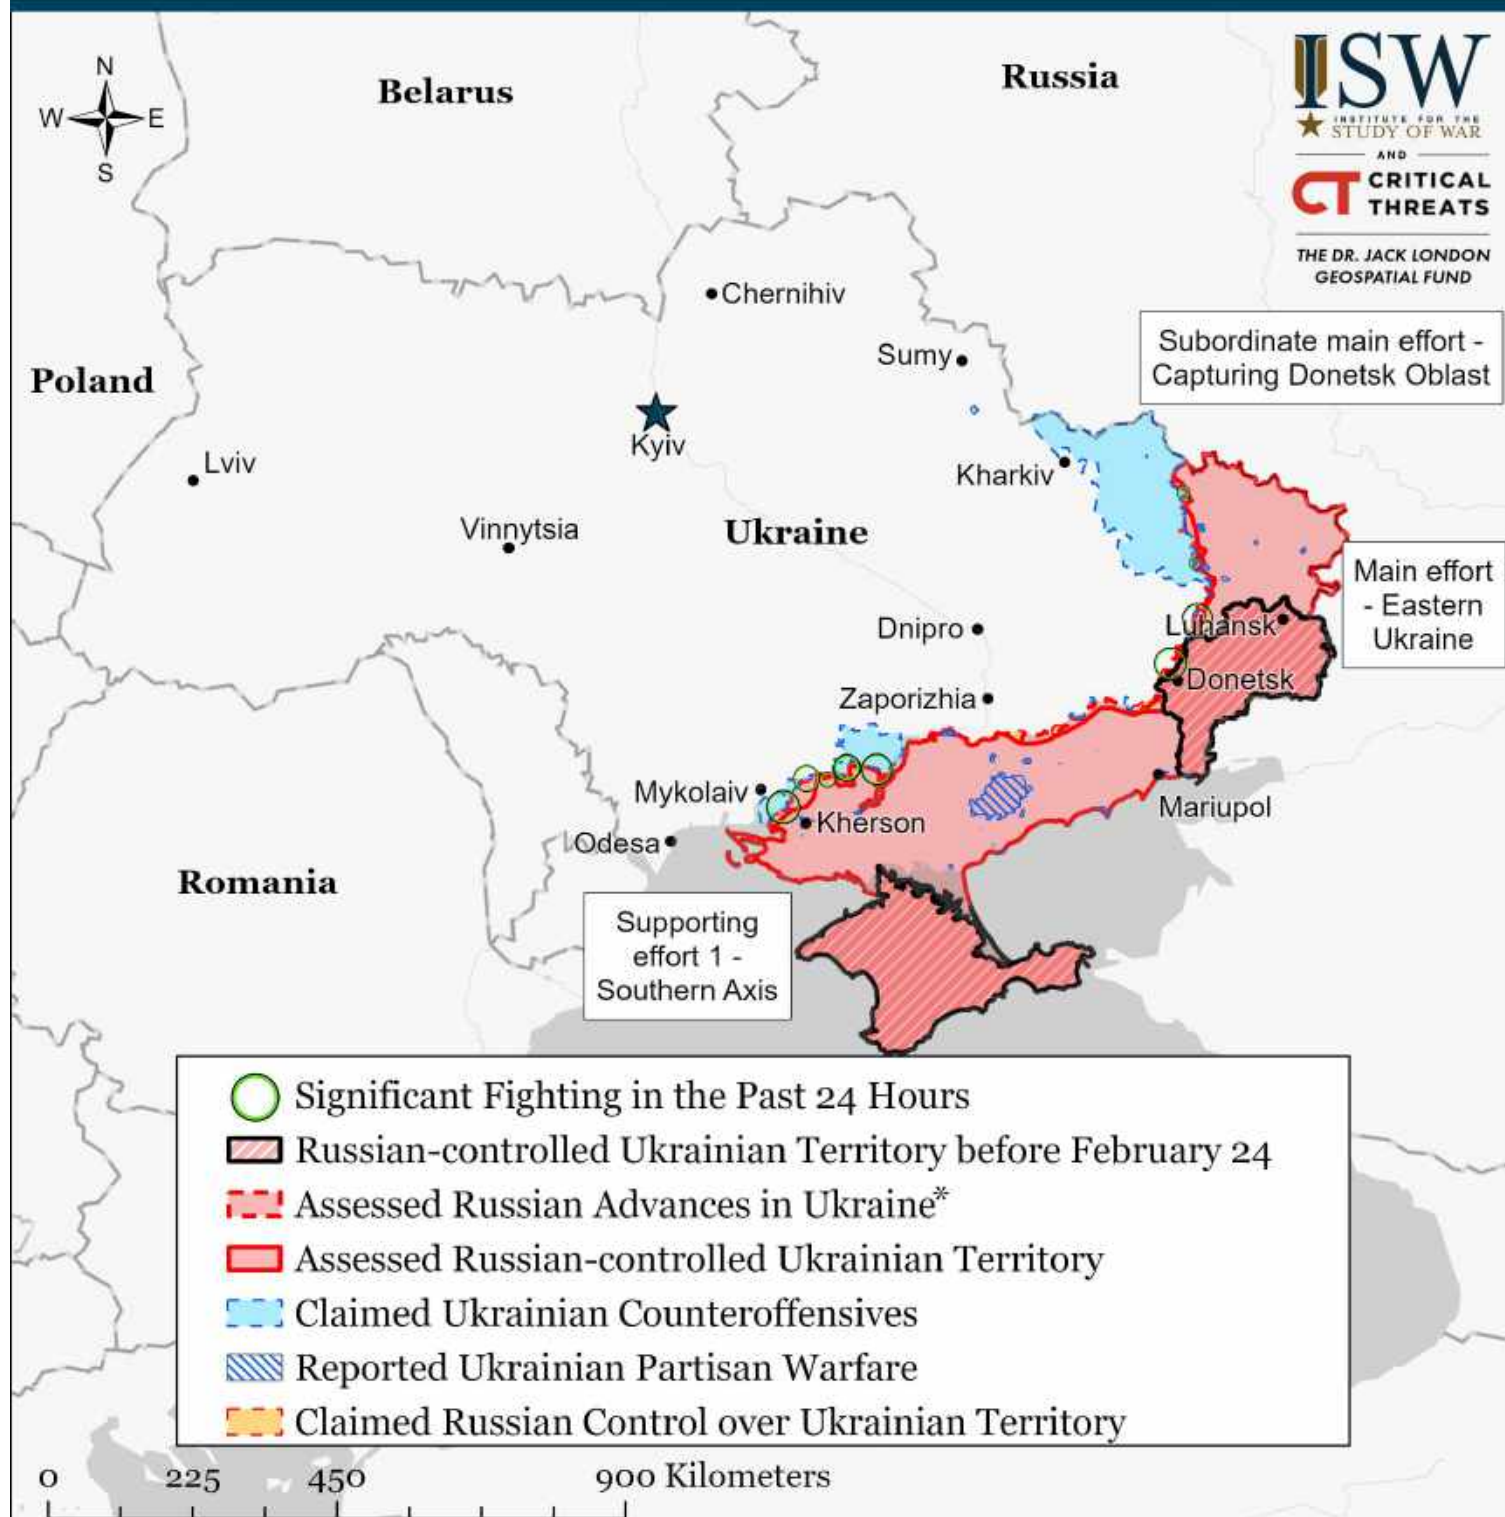 N
W E
S
Belarus
Russia
ISW
INSTITUTE FOR THE
STUDY OF WAR
AND
CT CRITICAL
THREATS
THE DR. JACK LONDON
GEOSPATIAL FUND
Chernihiv
Subordinate main effort -
Capturing Donetsk Oblast
Sumy
Poland
Kyiv
Lviv
Kharkiv
Vinnytsia
Ukraine
Main effort
- Eastern
Ukraine
Dnipro
Luhansk
Donetsk
Zaporizhia
Mykolaiv
Mariupol
Kherson
Odesa
Romania
Supporting
effort 1 -
Southern Axis
Significant Fighting in the Past 24 Hours
Russian-controlled Ukrainian Territory before February 24
Assessed Russian Advances in Ukraine*
Assessed Russian-controlled Ukrainian Territory
Claimed Ukrainian Counteroffensives
Reported Ukrainian Partisan Warfare
Claimed Russian Control over Ukrainian Territory
0 225 450 900 Kilometers